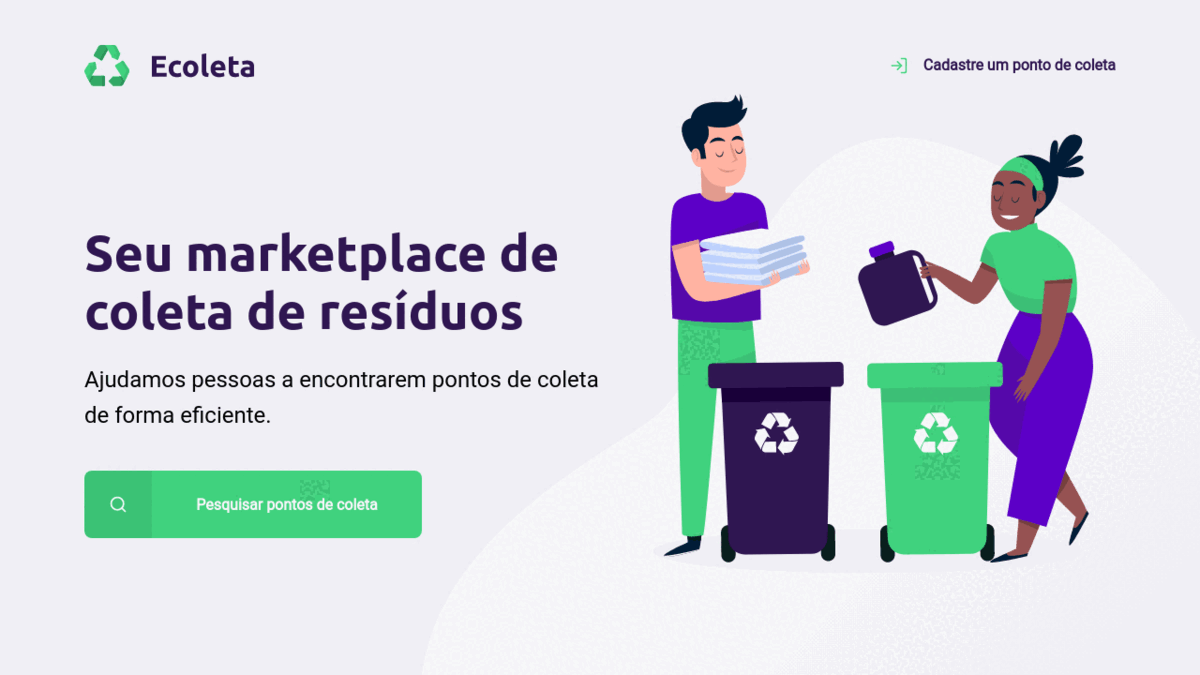 Ecoleta
Cadastre um ponto de coleta
Seu marketplace de
coleta de resíduos
Ajudamos pessoas a encontrarem pontos de coleta
de forma eficiente.
Pesquisar pontos de coleta